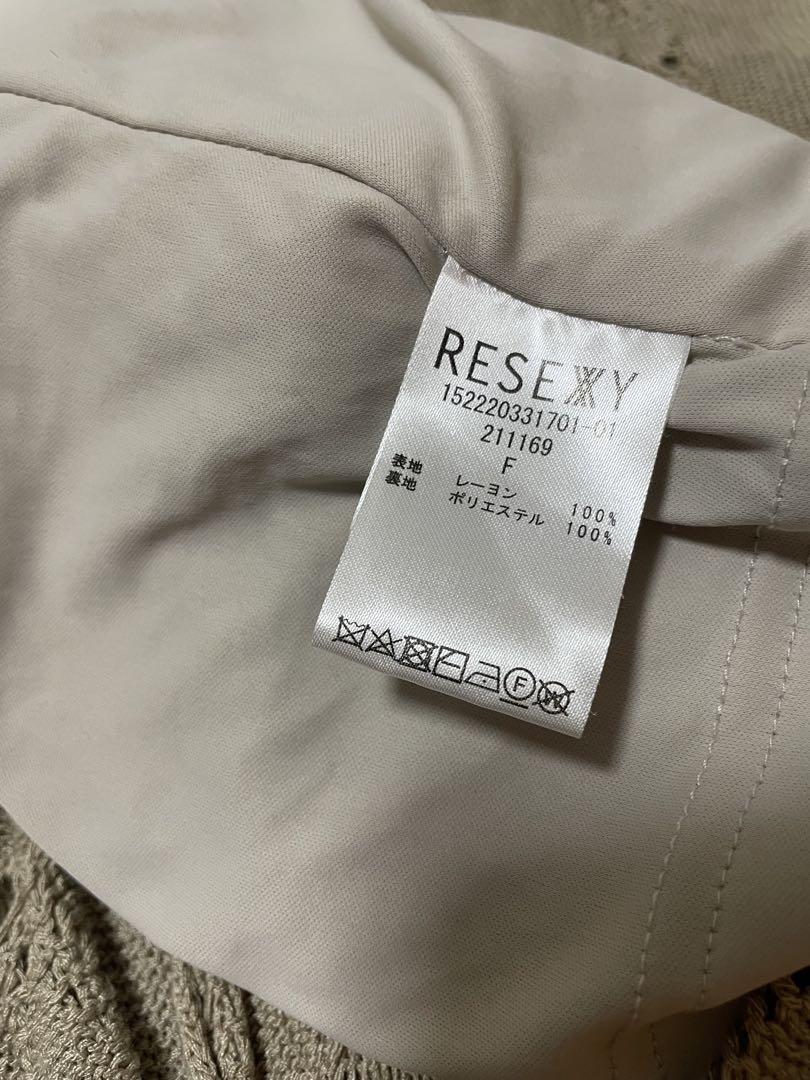 RESEXXY
152220331701-01
211169
F
表地 レーヨン 100%
裏地 ポリエステル 100%
F
W